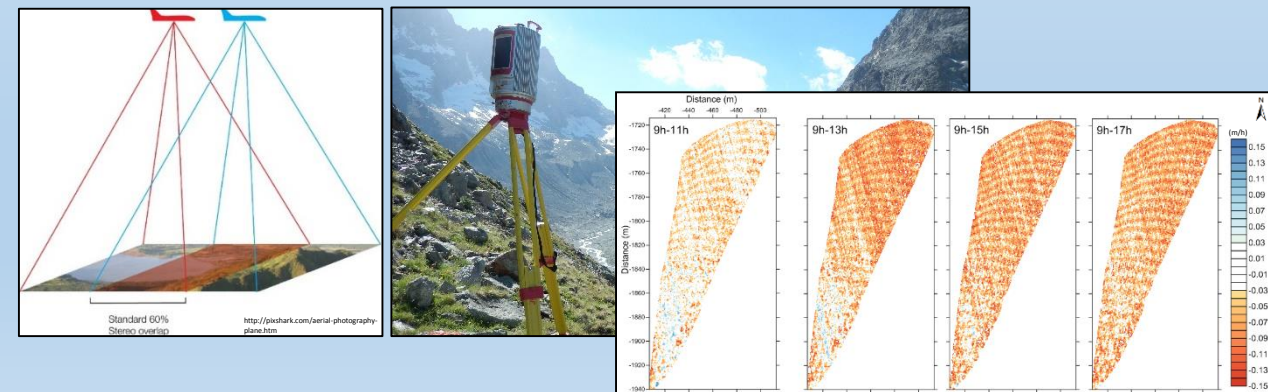 Standard 60%
Stereo overlap
http://pixshark.com/aerial-photography-
plane.htm
Distance (m)
-420 -440 -460 -480 -503
9h-11h
9h-13h
9h-15h
9h-17h
N
(m/h)
Distance (m)
-1720
-1740
-1760
-1780
-1800
-1820
-1840
-1860
-1880
-1900
-1920
-1940
0.15
0.13
0.11
0.09
0.07
0.05
0.03
0.01
-0.01
-0.03
-0.05
-0.07
-0.09
-0.11
-0.13
-0.15